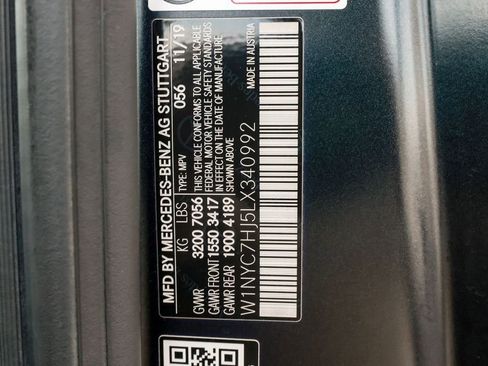 MFD BY MERCEDES-BENZ AG STUTTGART
056 11/19
KG LBS TYPE: MPV
GVWR 3200 7056
GAWR FRONT 1550 3417
GAWR REAR 1900 4189
THIS VEHICLE CONFORMS TO ALL APPLICABLE
FEDERAL MOTOR VEHICLE SAFETY STANDARDS
IN EFFECT ON THE DATE OF MANUFACTURE
SHOWN ABOVE
MADE IN AUSTRIA
W1NYC7HJ5LX340992